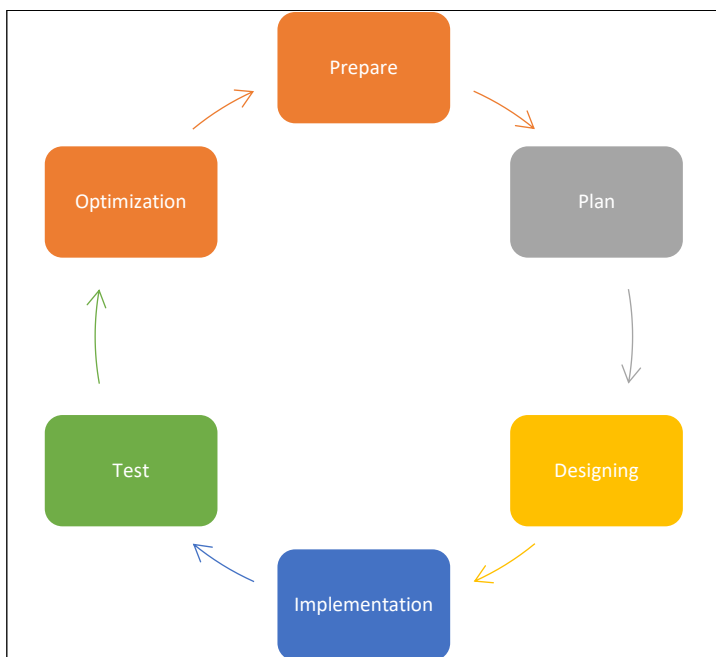 Prepare
Plan
Designing
Implementation
Test
Optimization